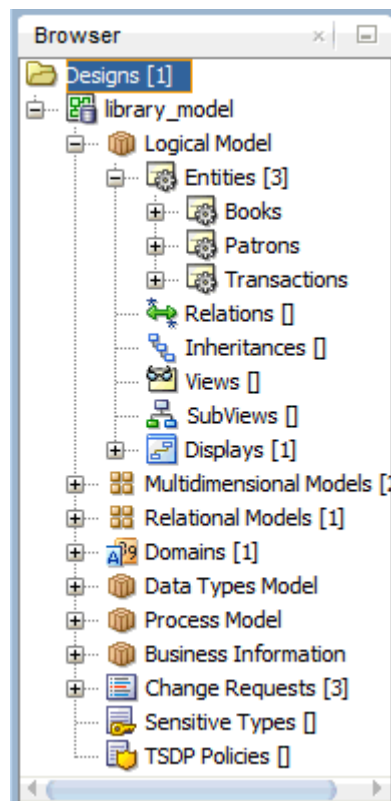 Browser
Designs [1]
library_model
Logical Model
Entities [3]
Books
Patrons
Transactions
Relations []
Inheritances []
Views []
SubViews []
Displays [1]
Multidimensional Models [2
Relational Models [1]
Domains [1]
Data Types Model
Process Model
Business Information
Change Requests [3]
Sensitive Types []
TSDP Policies []